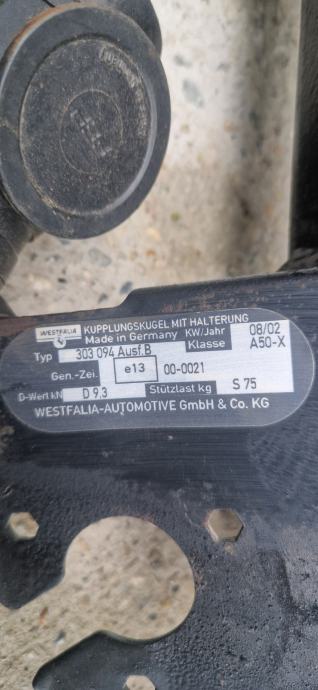 WESTFALIA KUPPLUNGSKUGEL MIT HALTERUNG
Made in Germany KW/Jahr 08/02
Typ 303 094 Ausf.B Klasse A50-X
Gen.-Zei. e13 00-0021
D-Wert kN D 9.3 Stützlast kg S 75
WESTFALIA-AUTOMOTIVE GmbH & Co. KG